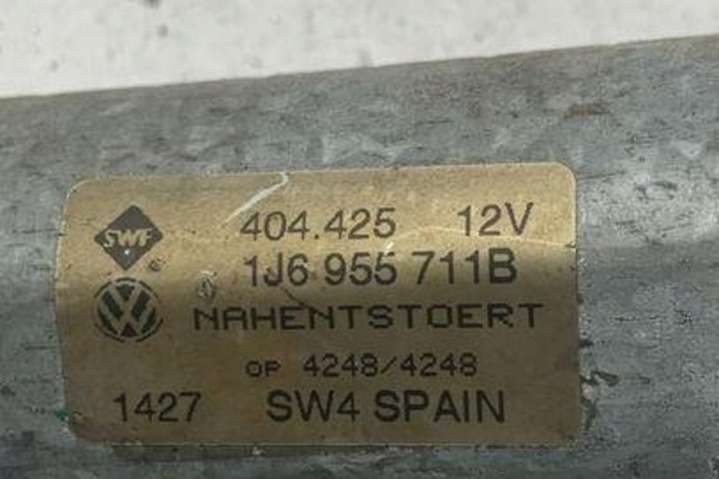 SWF 404.425 12V
1J6 955 711B
VW NAHENTSTOERT
OP 4248/4248
1427 SW4 SPAIN